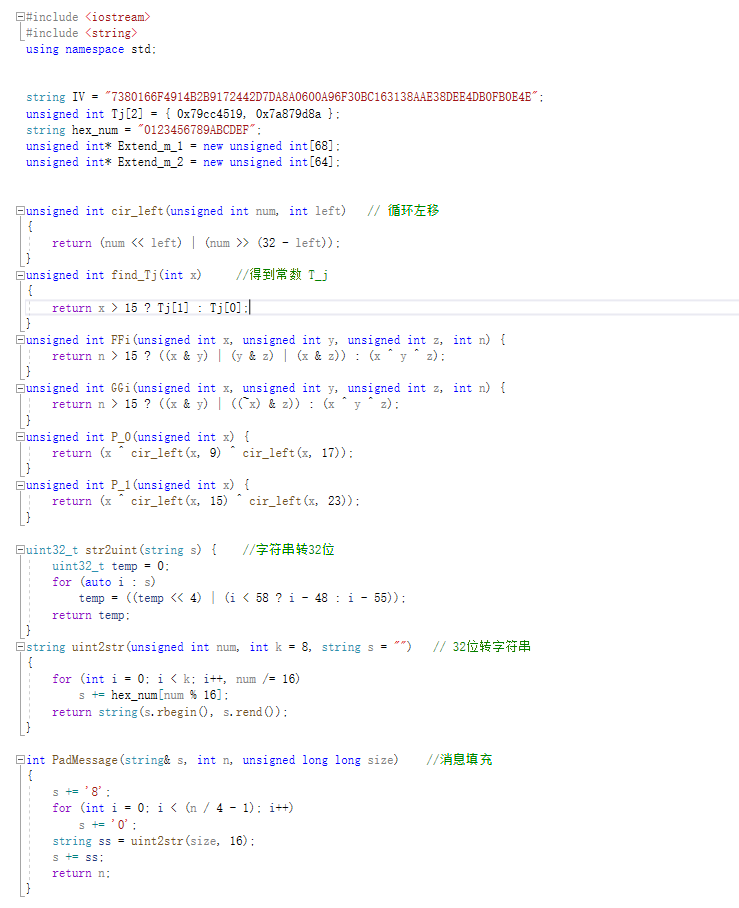 #include <iostream>
#include <string>
using namespace std;
string IV = "7380166F4914B2B9172442D7DA8A0600A96F30BC163138AAE38DEE4DB0FB0E4E";
unsigned int Tj[2] = { 0x79cc4519, 0x7a879d8a };
string hex_num = "0123456789ABCDEF";
unsigned int* Extend_m_1 = new unsigned int[68];
unsigned int* Extend_m_2 = new unsigned int[64];
unsigned int cir_left(unsigned int num, int left)   // 循环左移
{
    return (num << left) | (num >> (32 - left));
}
unsigned int find_Tj(int x)     //得到常数 T_j
{
    return x > 15 ? Tj[1] : Tj[0];
}
unsigned int FFi(unsigned int x, unsigned int y, unsigned int z, int n) {
    return n > 15 ? ((x & y) | (y & z) | (x & z)) : (x ^ y ^ z);
}
unsigned int GGi(unsigned int x, unsigned int y, unsigned int z, int n) {
    return n > 15 ? ((x & y) | ((~x) & z)) : (x ^ y ^ z);
}
unsigned int P_0(unsigned int x) {
    return (x ^ cir_left(x, 9) ^ cir_left(x, 17));
}
unsigned int P_1(unsigned int x) {
    return (x ^ cir_left(x, 15) ^ cir_left(x, 23));
}
uint32_t str2uint(string s) {    //字符串转32位
    uint32_t temp = 0;
    for (auto i : s)
        temp = ((temp << 4) | (i < 58 ? i - 48 : i - 55));
    return temp;
}
string uint2str(unsigned int num, int k = 8, string s = "")   // 32位转字符串
{
    for (int i = 0; i < k; i++, num /= 16)
        s += hex_num[num % 16];
    return string(s.rbegin(), s.rend());
}
int PadMessage(string& s, int n, unsigned long long size)    //消息填充
{
    s += '8';
    for (int i = 0; i < (n / 4 - 1); i++)
        s += '0';
    string ss = uint2str(size, 16);
    s += ss;
    return n;
}